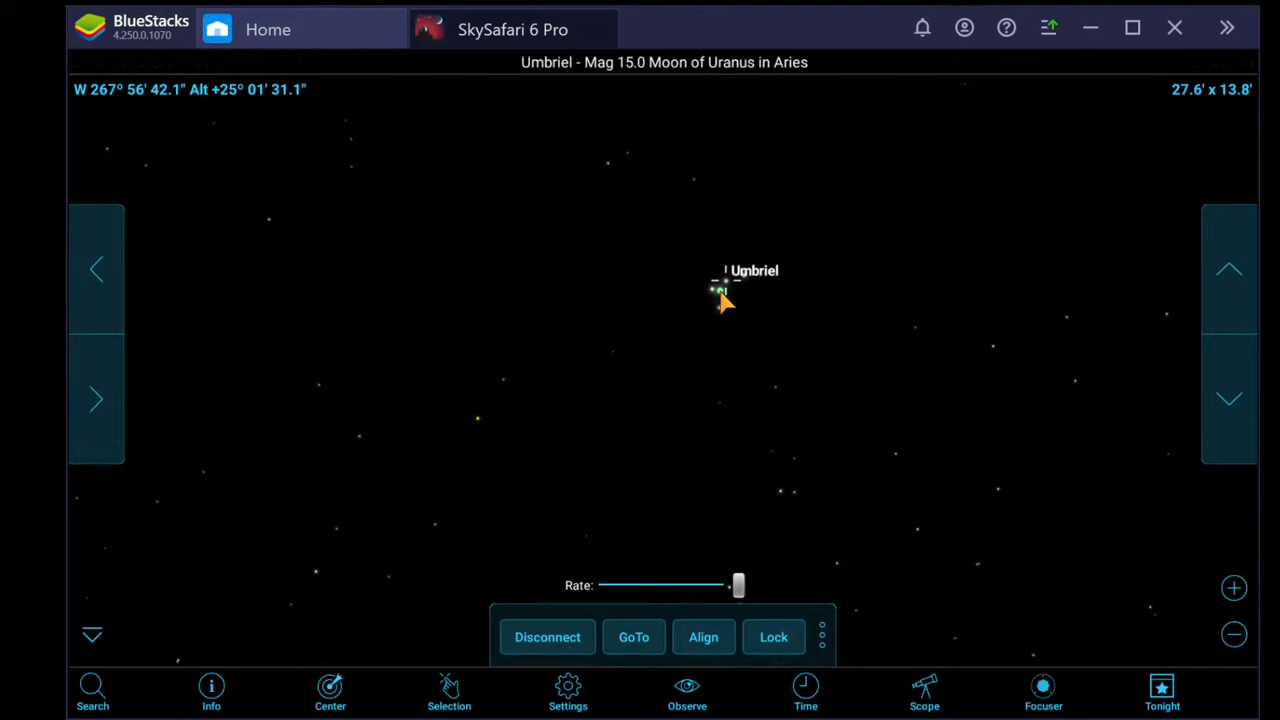 BlueStacks
4.250.0.1070
Home
SkySafari 6 Pro
Umbriel - Mag 15.0 Moon of Uranus in Aries
W 267º 56' 42.1" Alt +25º 01' 31.1"
27.6' x 13.8'
Umbriel
Rate:
Disconnect
GoTo
Align
Lock
Search
Info
Center
Selection
Settings
Observe
Time
Scope
Focuser
Tonight